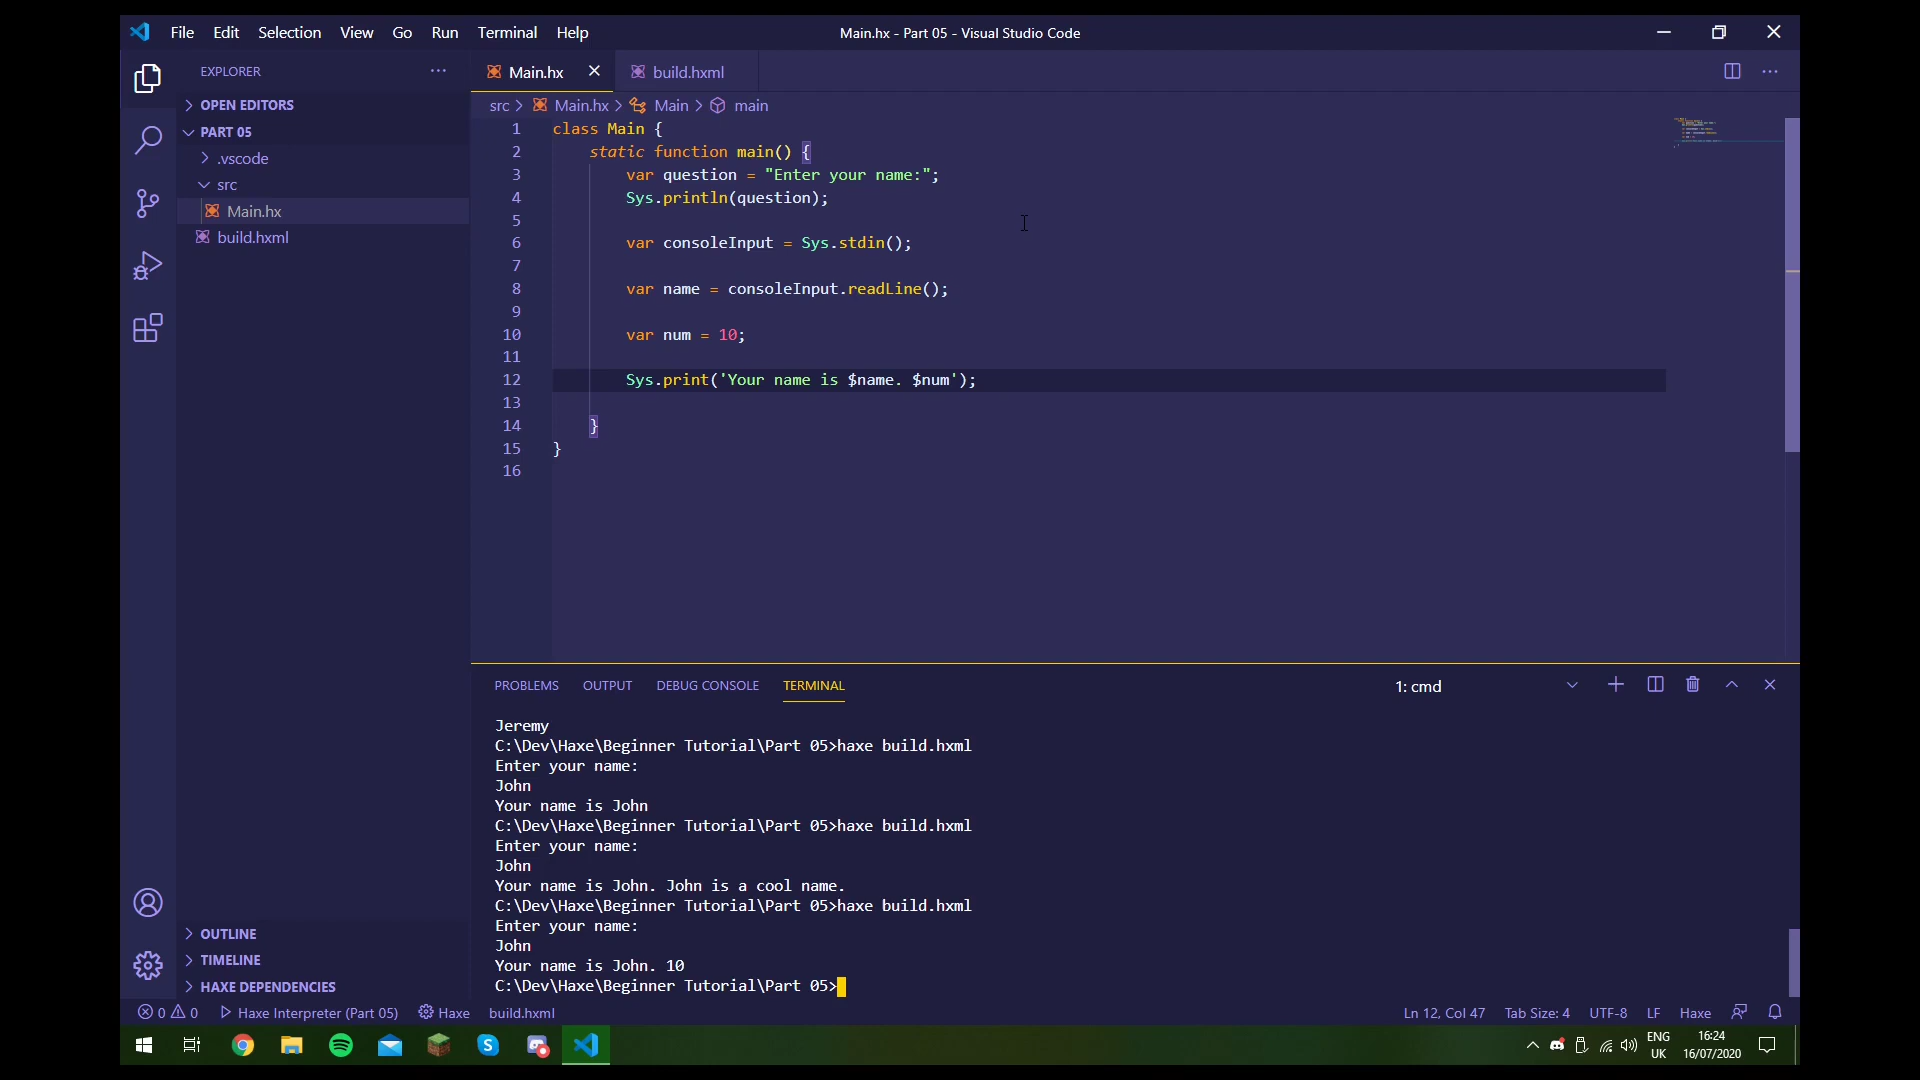 File Edit Selection View Go Run Terminal Help
Main.hx - Part 05 - Visual Studio Code
EXPLORER
OPEN EDITORS
PART 05
.vscode
src
Main.hx
build.hxml
OUTLINE
TIMELINE
HAXE DEPENDENCIES
Main.hx build.hxml
src > Main.hx > Main > main
1 class Main {
2 static function main() {
3 var question = "Enter your name:";
4 Sys.println(question);
5
6 var consoleInput = Sys.stdin();
7
8 var name = consoleInput.readLine();
9
10 var num = 10;
11
12 Sys.print('Your name is $name. $num');
13
14 }
15 }
16
PROBLEMS OUTPUT DEBUG CONSOLE TERMINAL
1: cmd
Jeremy
C:\Dev\Haxe\Beginner Tutorial\Part 05>haxe build.hxml
Enter your name:
John
Your name is John
C:\Dev\Haxe\Beginner Tutorial\Part 05>haxe build.hxml
Enter your name:
John
Your name is John. John is a cool name.
C:\Dev\Haxe\Beginner Tutorial\Part 05>haxe build.hxml
Enter your name:
John
Your name is John. 10
C:\Dev\Haxe\Beginner Tutorial\Part 05>
0 0 Haxe Interpreter (Part 05) Haxe build.hxml
Ln 12, Col 47 Tab Size: 4 UTF-8 LF Haxe
ENG
UK
16:24
16/07/2020